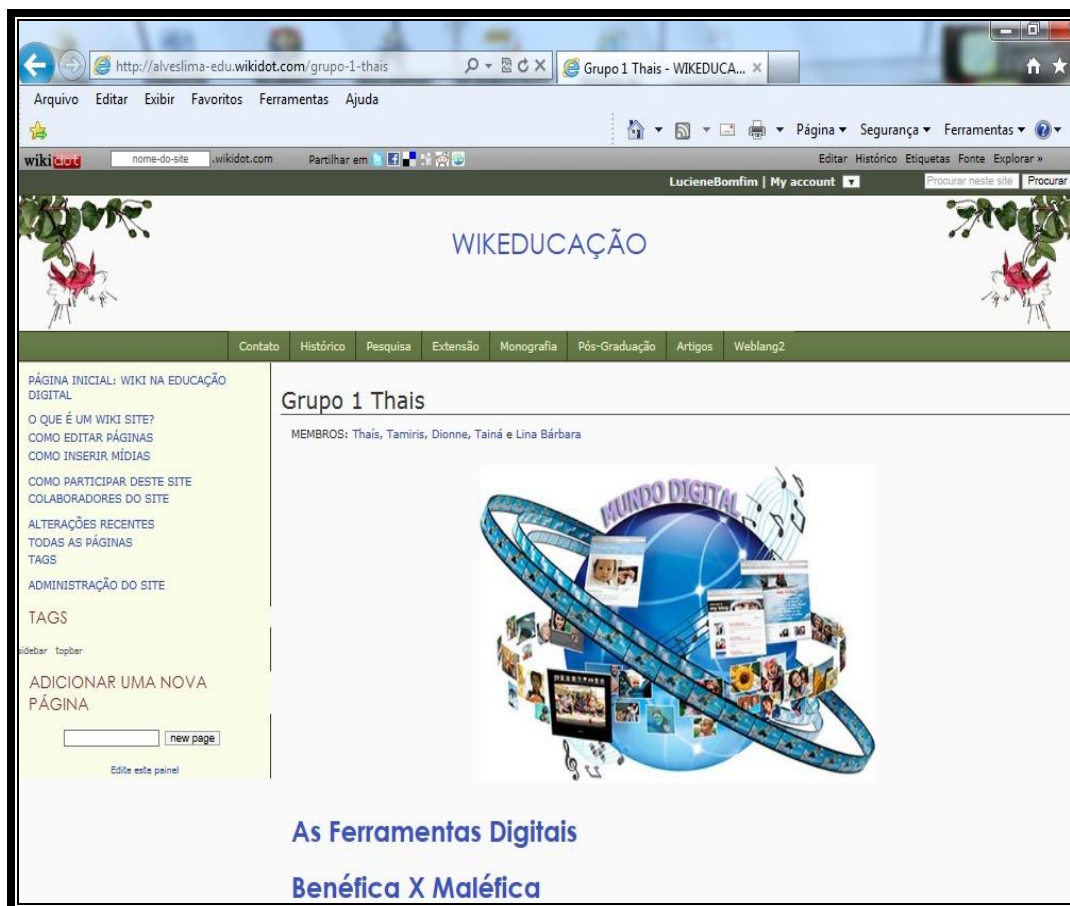 http://alveslima-edu.wikidot.com/grupo-1-thais
Grupo 1 Thais - WIKEDUCA...
Arquivo Editar Exibir Favoritos Ferramentas Ajuda
Página Segurança Ferramentas
wikidot nome-do-site .wikidot.com Partilhar em Editar Histórico Etiquetas Fonte Explorar »
LucieneBomfim | My account Procurar neste site Procurar
WIKEDUCAÇÃO
Contato Histórico Pesquisa Extensão Monografia Pós-Graduação Artigos Weblang2
PÁGINA INICIAL: WIKI NA EDUCAÇÃO
DIGITAL
O QUE É UM WIKI SITE?
COMO EDITAR PÁGINAS
COMO INSERIR MÍDIAS
COMO PARTICIPAR DESTE SITE
COLABORADORES DO SITE
ALTERAÇÕES RECENTES
TODAS AS PÁGINAS
TAGS
ADMINISTRAÇÃO DO SITE
TAGS
sidebar topbar
ADICIONAR UMA NOVA
PÁGINA
new page
Edite este painel
Grupo 1 Thais
MEMBROS: Thaís, Tamiris, Dionne, Tainá e Lina Bárbara
MUNDO DIGITAL
As Ferramentas Digitais
Benéfica X Maléfica